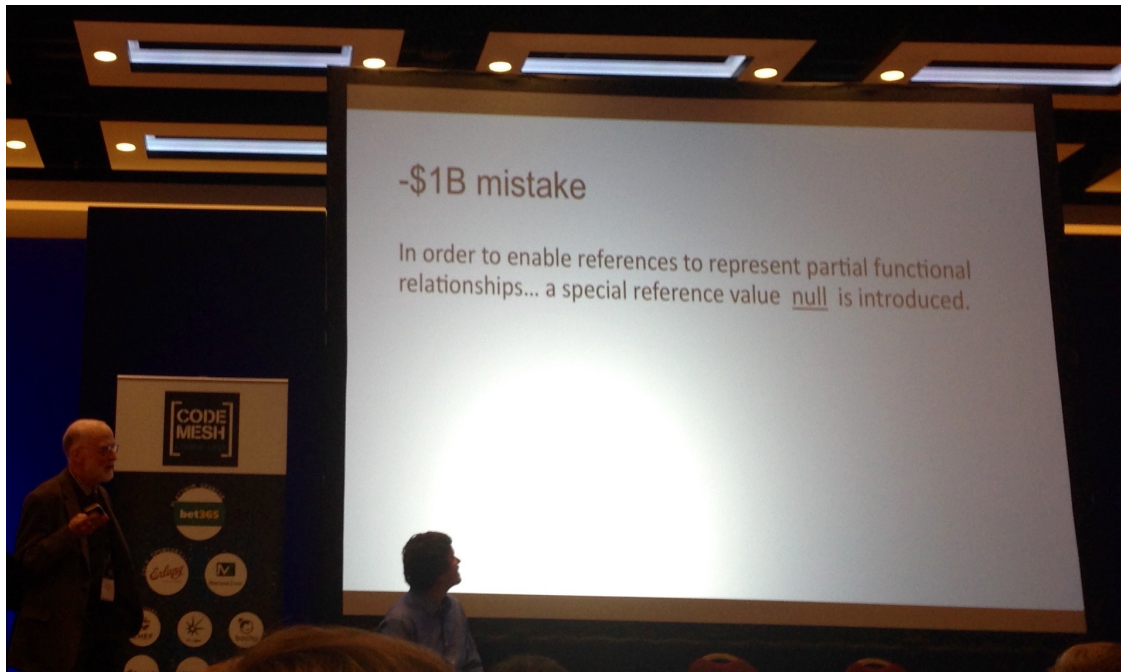 -$1B mistake
In order to enable references to represent partial functional
relationships... a special reference value null is introduced.
CODE
MESH
bet365
Erlang